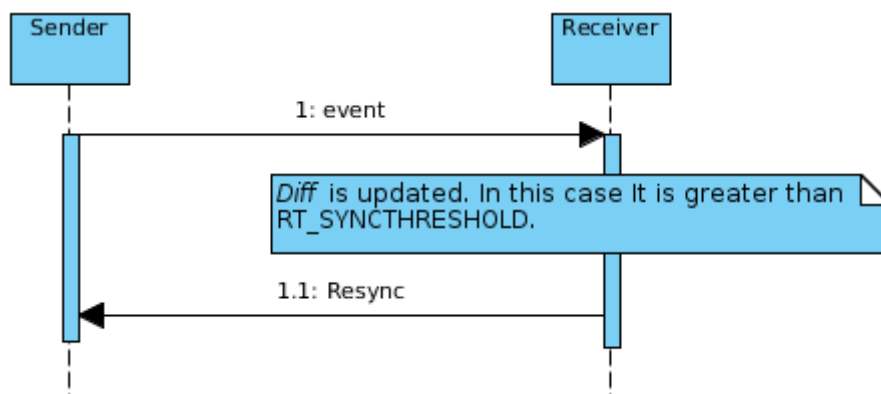 Sender
Receiver
1: event
Diff is updated. In this case It is greater than
RT_SYNCTHRESHOLD.
1.1: Resync